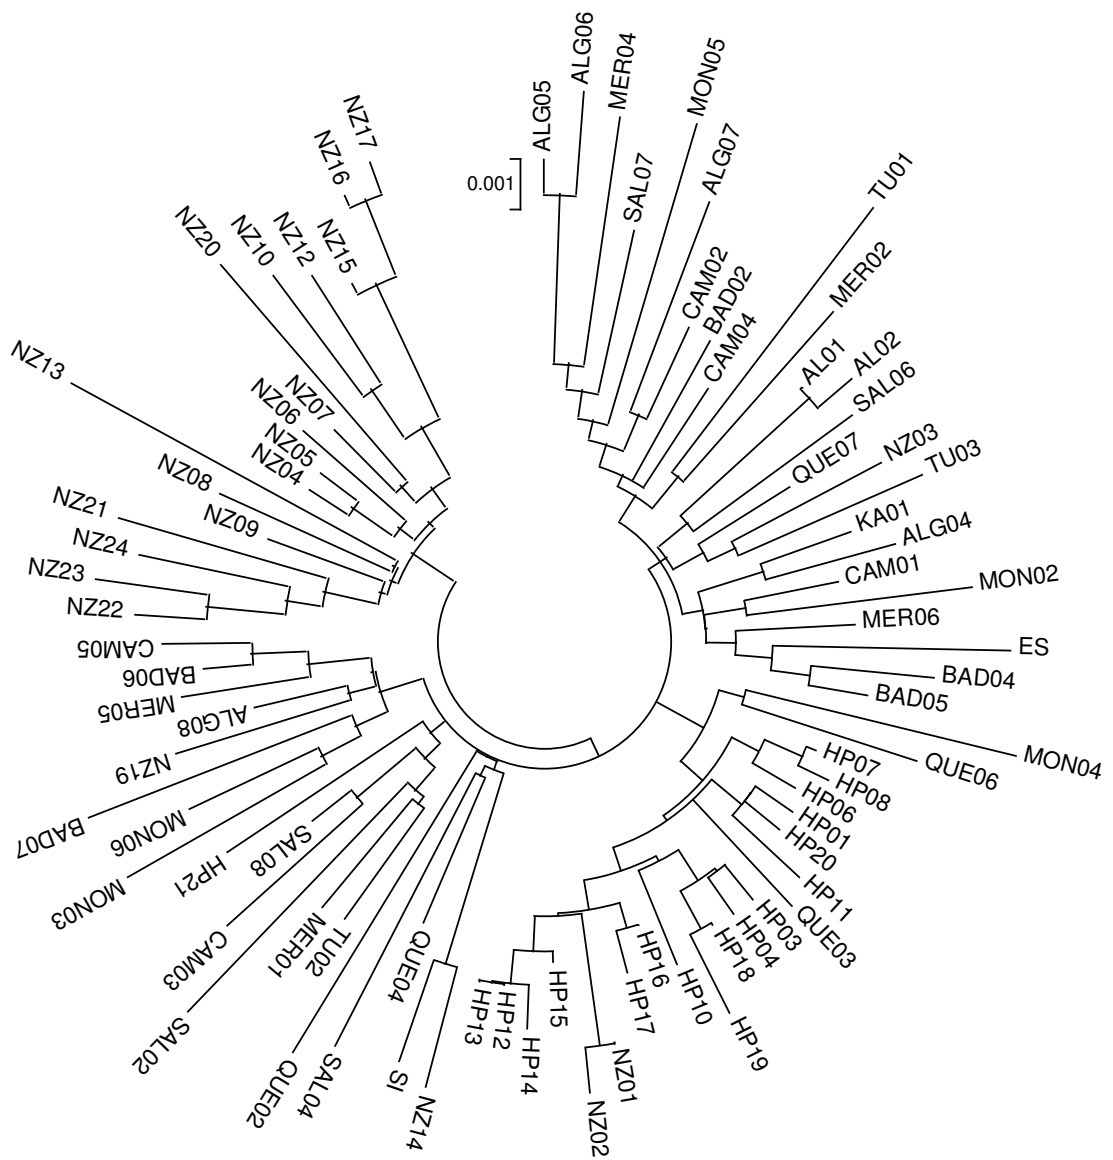 ALG05
ALG06
MER04
SAL07
MON05
ALG07
CAM02
BAD02
CAM04
TU01
MER02
AL01
AL02
SAL06
QUE07
NZ03
TU03
KA01
ALG04
CAM01
MON02
MER06
ES
BAD04
BAD05
MON04
QUE06
HP07
HP08
HP06
HP01
HP20
HP11
QUE03
HP03
HP04
HP18
HP19
HP10
HP16
HP17
NZ01
NZ02
HP15
HP14
HP12
HP13
NZ14
SI
QUE04
SAL04
QUE02
TU02
MER01
SAL02
CAM03
SAL08
HP21
MON03
MON06
BAD07
NZ19
ALG08
MER05
BAD06
CAM05
NZ22
NZ23
NZ24
NZ21
NZ09
NZ08
NZ13
NZ04
NZ05
NZ06
NZ07
NZ20
NZ10
NZ12
NZ15
NZ16
NZ17
0.001